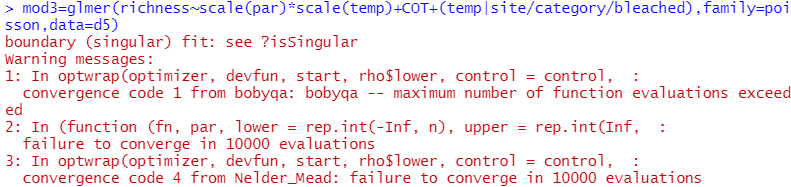 > mod3=glmer(richness~scale(par)*scale(temp)+COT+(temp|site/category/bleached),family=poi
sson,data=d5)
boundary (singular) fit: see ?isSingular
Warning messages:
1: In optwrap(optimizer, devfun, start, rho$lower, control = control,  :
  convergence code 1 from bobyqa: bobyqa -- maximum number of function evaluations exceed
ed
2: In (function (fn, par, lower = rep.int(-Inf, n), upper = rep.int(Inf,  :
  failure to converge in 10000 evaluations
3: In optwrap(optimizer, devfun, start, rho$lower, control = control,  :
  convergence code 4 from Nelder_Mead: failure to converge in 10000 evaluations